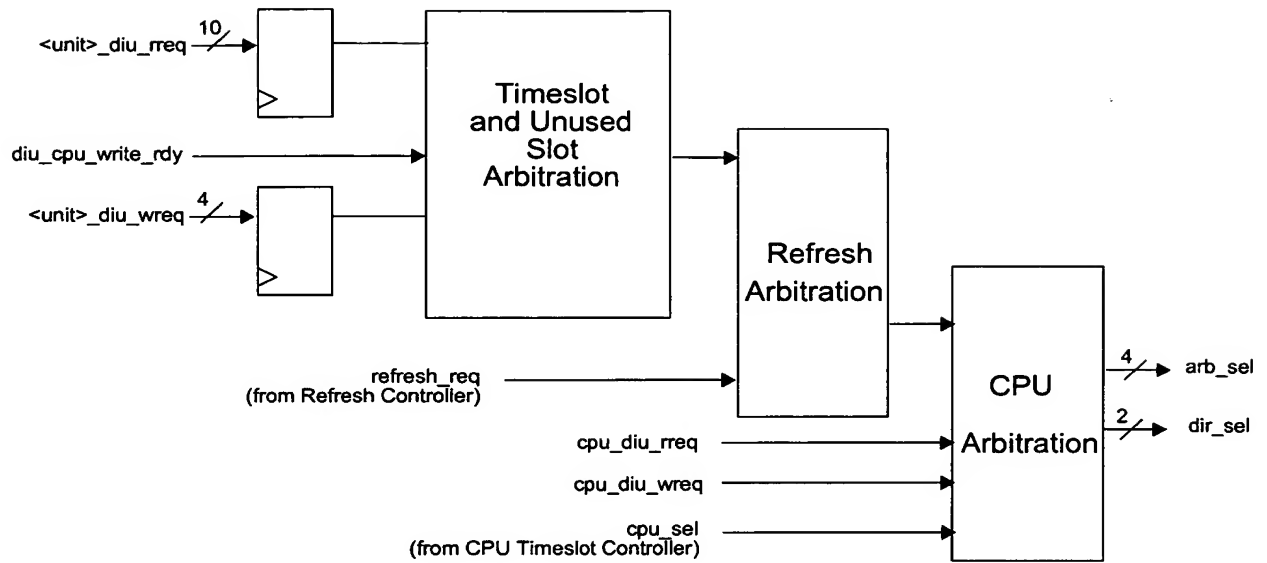 10
<unit>_diu_rreq
Timeslot
and Unused
Slot
Arbitration
diu_cpu_write_rdy
4
<unit>_diu_wreq
Refresh
Arbitration
refresh_req
(from Refresh Controller)
4
arb_sel
CPU
Arbitration
2
dir_sel
cpu_diu_rreq
cpu_diu_wreq
cpu_sel
(from CPU Timeslot Controller)